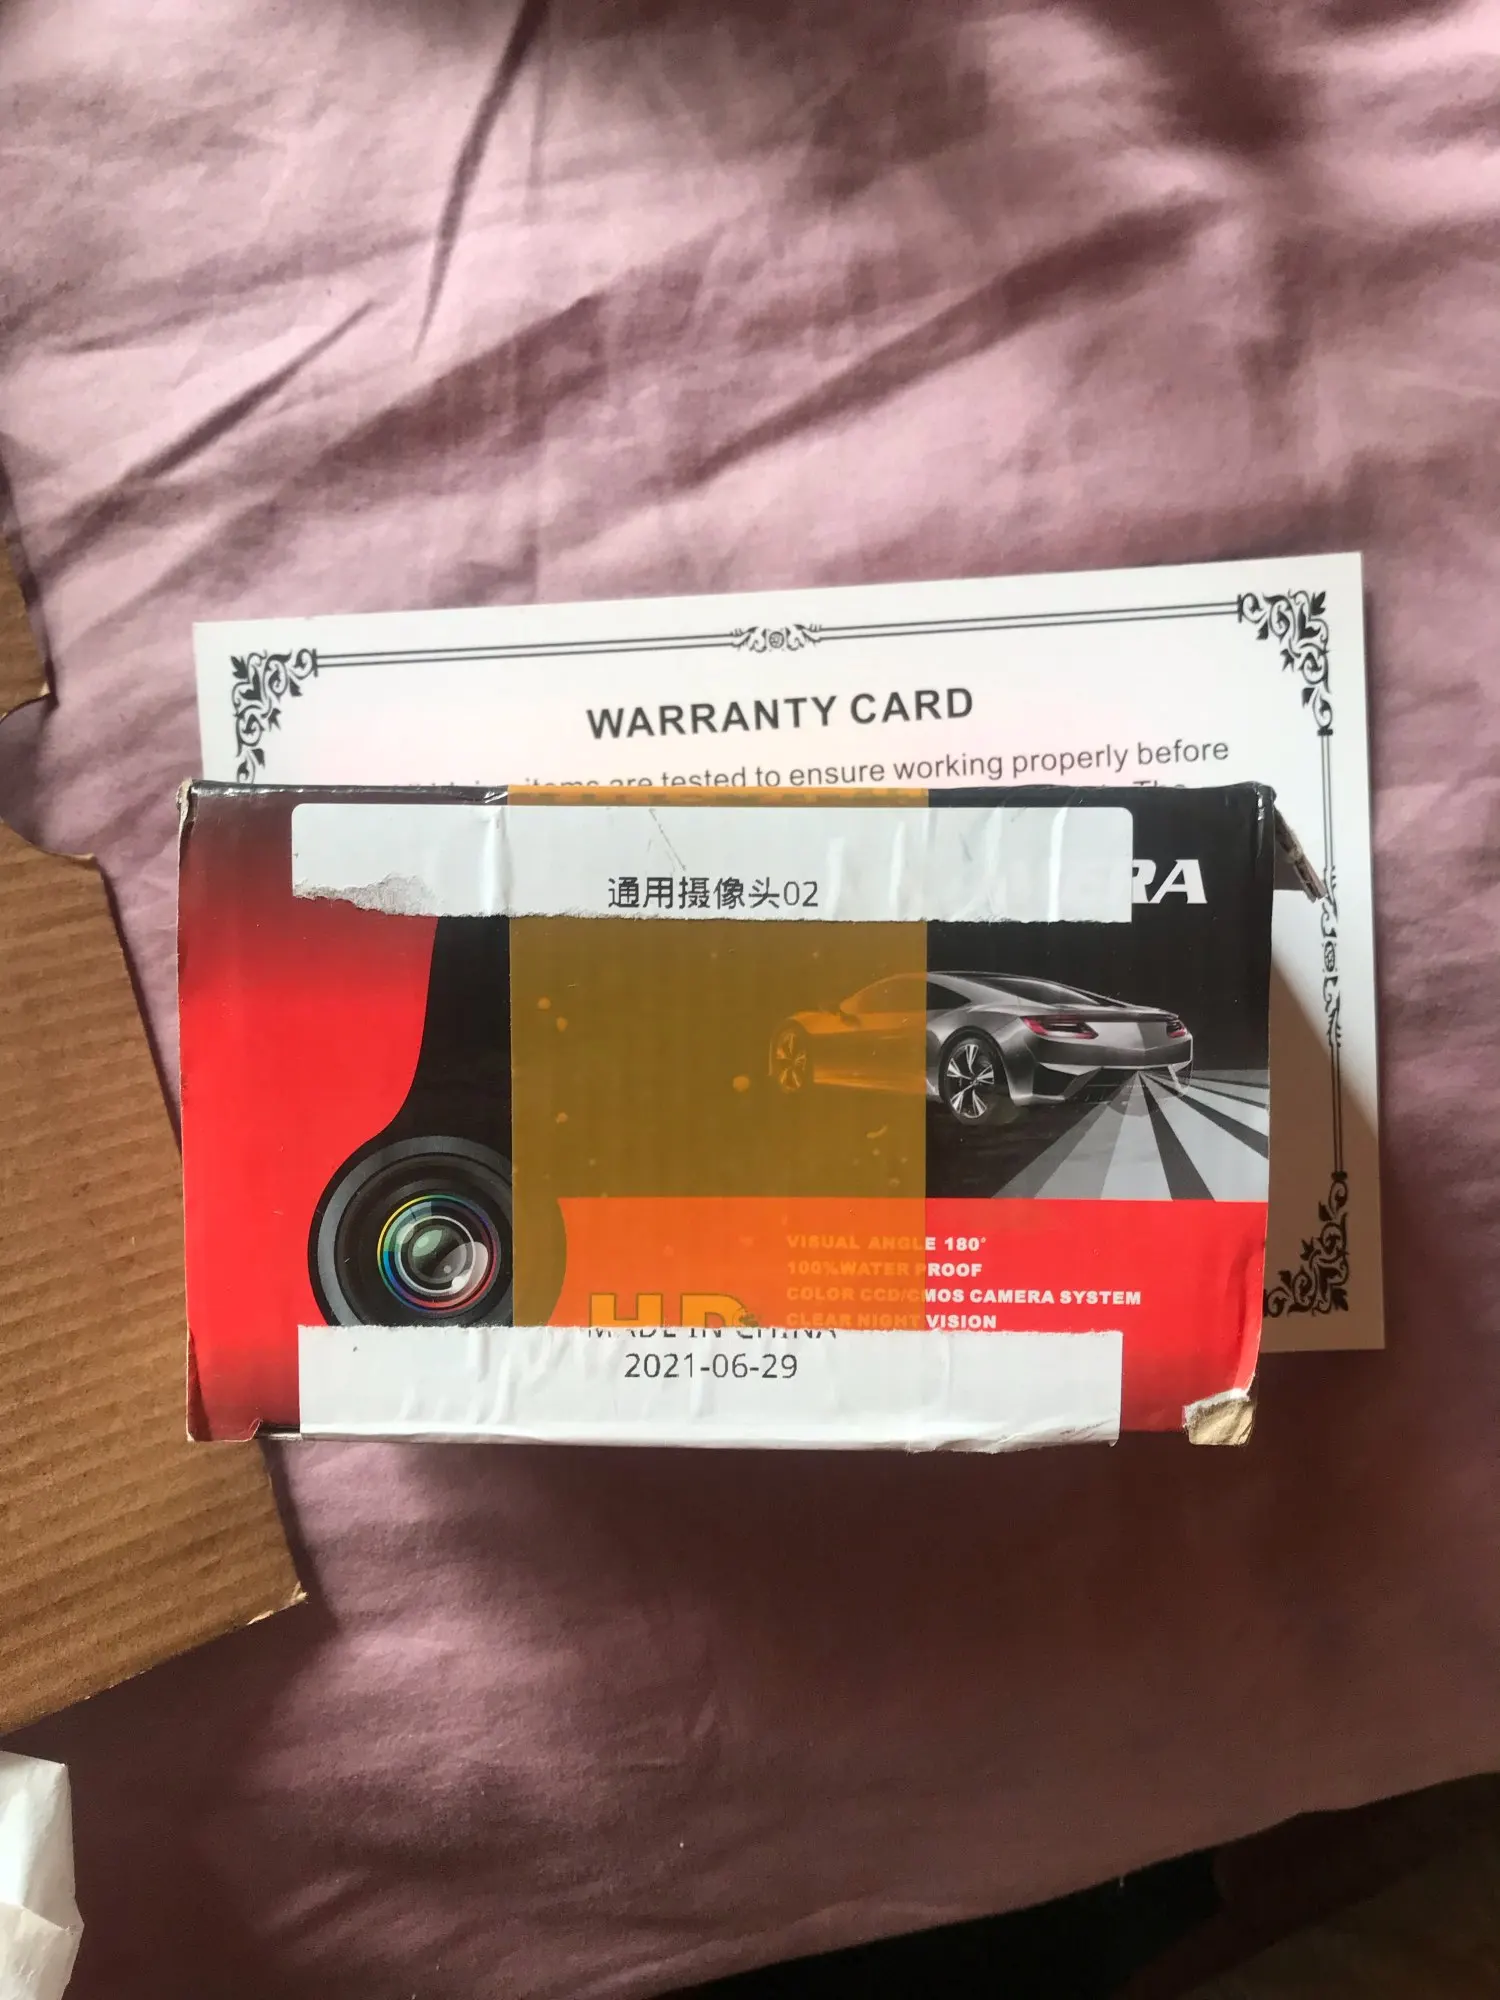 WARRANTY CARD
items are tested to ensure working properly before
The
通用摄像头02
RA
VISUAL ANGLE 180°
100%WATER PROOF
COLOR CCD/CMOS CAMERA SYSTEM
CLEAR NIGHT VISION
HD
MADE IN CHINA
2021-06-29